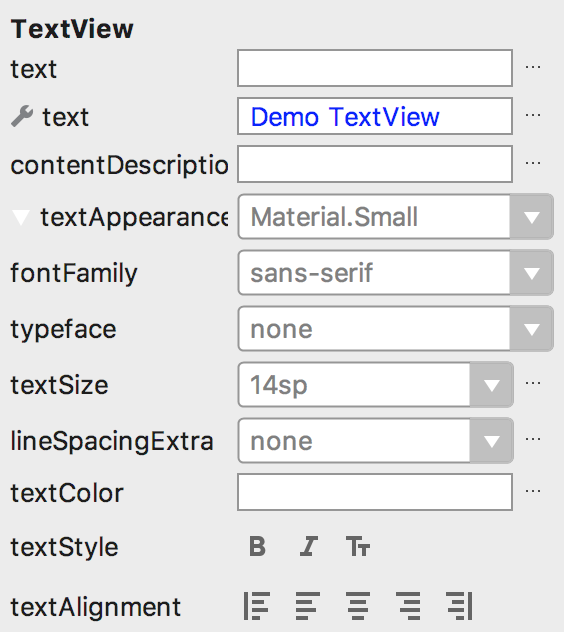 TextView
text ...
text Demo TextView ...
contentDescriptio ...
textAppearance Material.Small
fontFamily sans-serif
typeface none
textSize 14sp ...
lineSpacingExtra none ...
textColor ...
textStyle B I TT
textAlignment